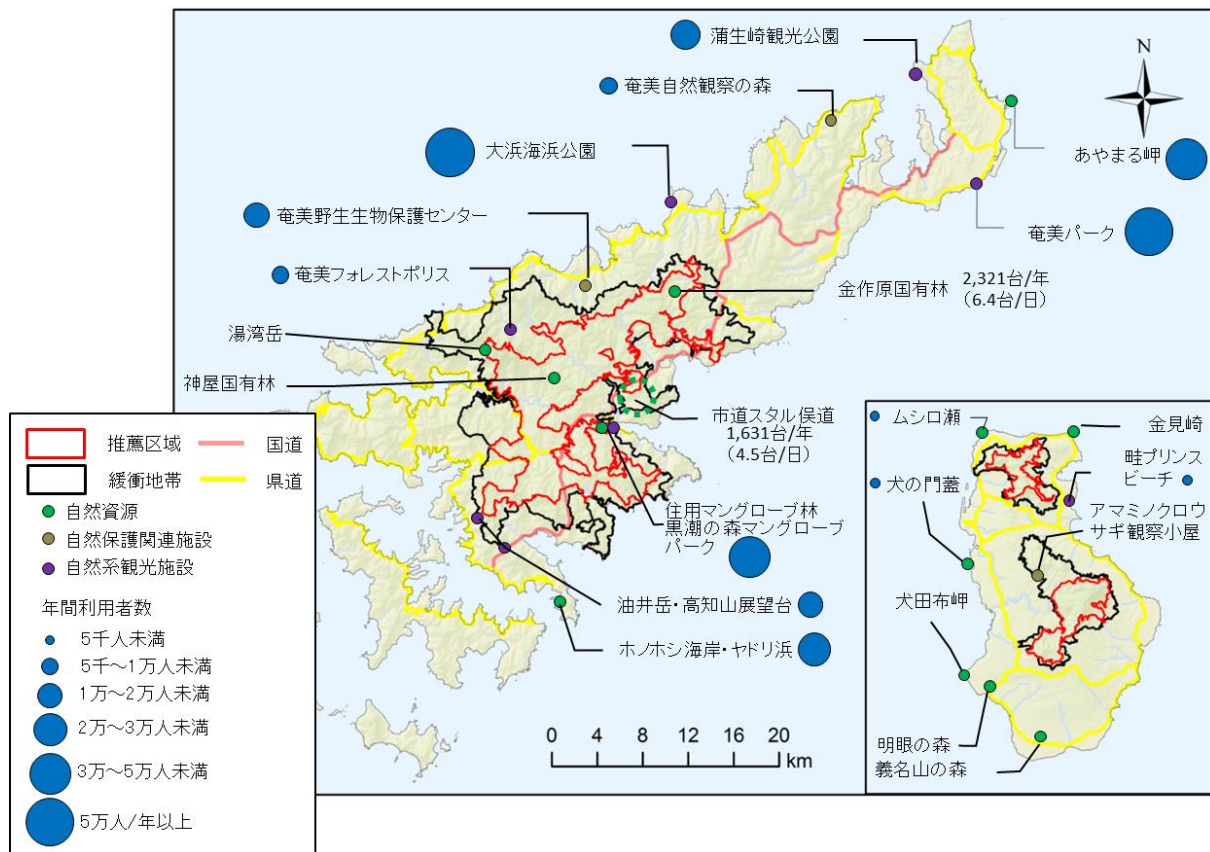 蒲生崎観光公園
N
奄美自然観察の森
大浜海浜公園
あやまる岬
奄美野生生物保護センター
奄美パーク
奄美フォレストポリス
金作原国有林 2,321台/年
(6.4台/日)
湯湾岳
神屋国有林
市道スタル俣道
1,631台/年
(4.5台/日)
住用マングローブ林
黒潮の森マングローブ
パーク
油井岳・高知山展望台
ホノホシ海岸・ヤドリ浜
0 4 8 12 16 20
km
推薦区域 国道
緩衝地帯 県道
自然資源
自然保護関連施設
自然系観光施設
年間利用者数
5千人未満
5千～1万人未満
1万～2万人未満
2万～3万人未満
3万～5万人未満
5万人/年以上
ムシロ瀬
金見崎
畦プリンス
ビーチ
犬の門蓋
アマミノクロウ
サギ観察小屋
犬田布岬
明眼の森
義名山の森